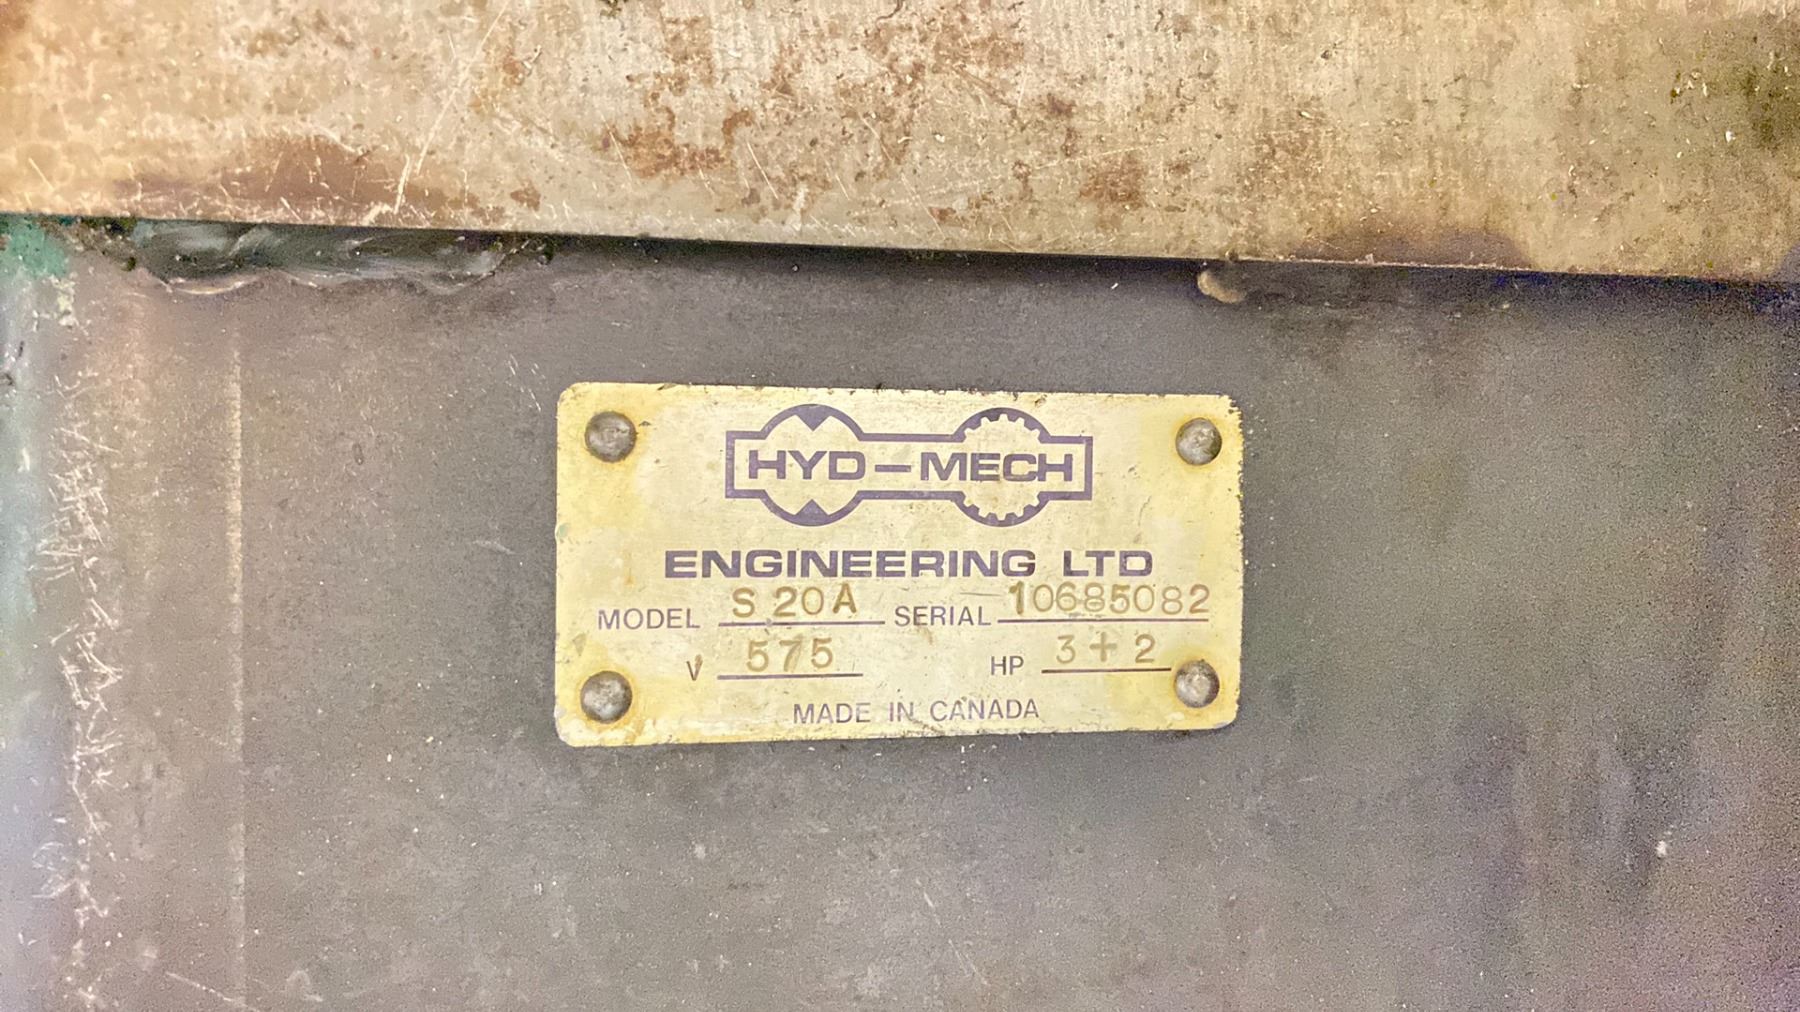 HYD-MECH
ENGINEERING LTD
MODEL S 20A SERIAL 10685082
V 575 HP 3+2
MADE IN CANADA